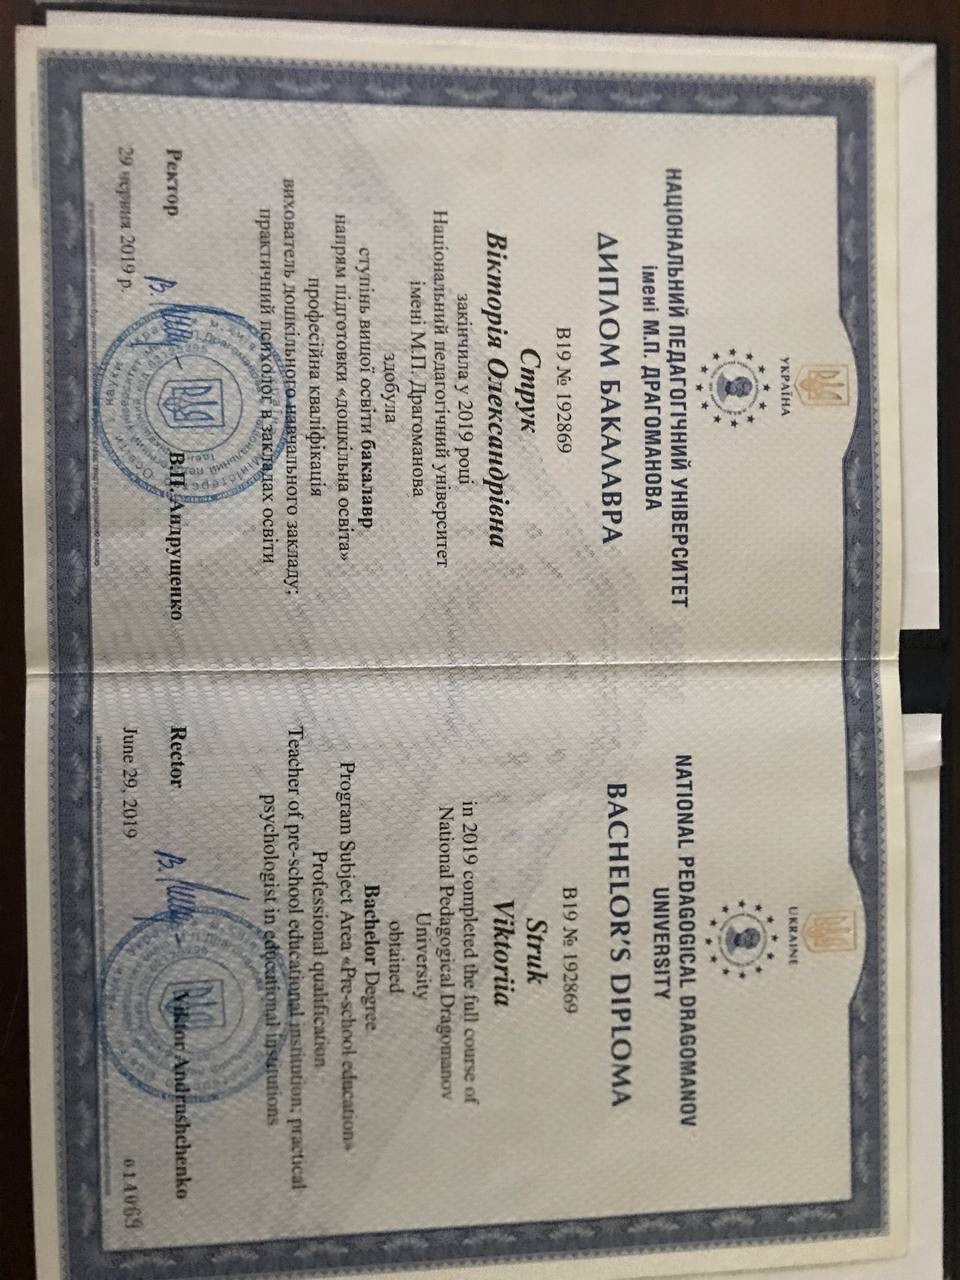 УКРАЇНА
НАЦІОНАЛЬНИЙ ПЕДАГОГІЧНИЙ УНІВЕРСИТЕТ
імені М.П. ДРАГОМАНОВА
ДИПЛОМ БАКАЛАВРА
В19 № 192869
Струк
Вікторія Олександрівна
закінчила у 2019 році
Національний педагогічний університет
імені М.П. Драгоманова
здобула
ступінь вищої освіти бакалавр
напрям підготовки «дошкільна освіта»
професійна кваліфікація
вихователь дошкільного навчального закладу;
практичний психолог в закладах освіти
Ректор
В.П. Андрущенко
29 червня 2019 р.
UKRAINE
NATIONAL PEDAGOGICAL DRAGOMANOV
UNIVERSITY
BACHELOR'S DIPLOMA
B19 № 192869
Struk
Viktoriia
in 2019 completed the full course of
National Pedagogical Dragomanov
University
obtained
Bachelor Degree
Program Subject Area «Pre-school education»
Professional qualification
Teacher of pre-school educational institution; practical
psychologist in educational institutions
Rector
Viktor Andrushchenko
June 29, 2019
014069